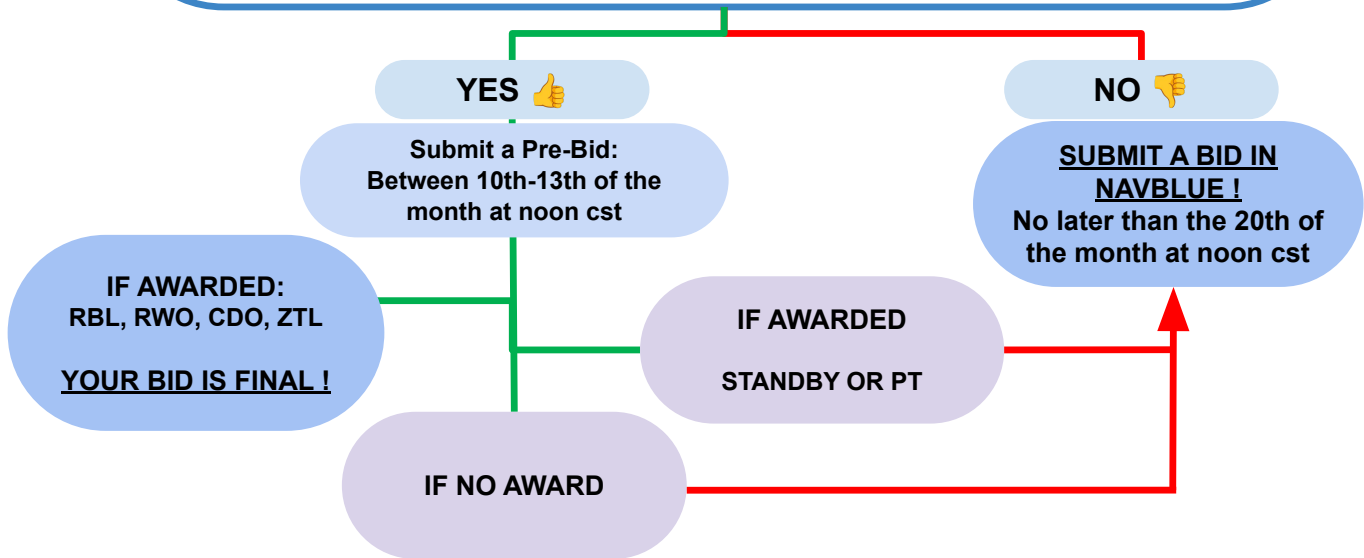 YES 👍
Submit a Pre-Bid:
Between 10th-13th of the
month at noon cst
NO 👎
SUBMIT A BID IN
NAVBLUE !
No later than the 20th of
the month at noon cst
IF AWARDED:
RBL, RWO, CDO, ZTL
YOUR BID IS FINAL !
IF AWARDED
STANDBY OR PT
IF NO AWARD